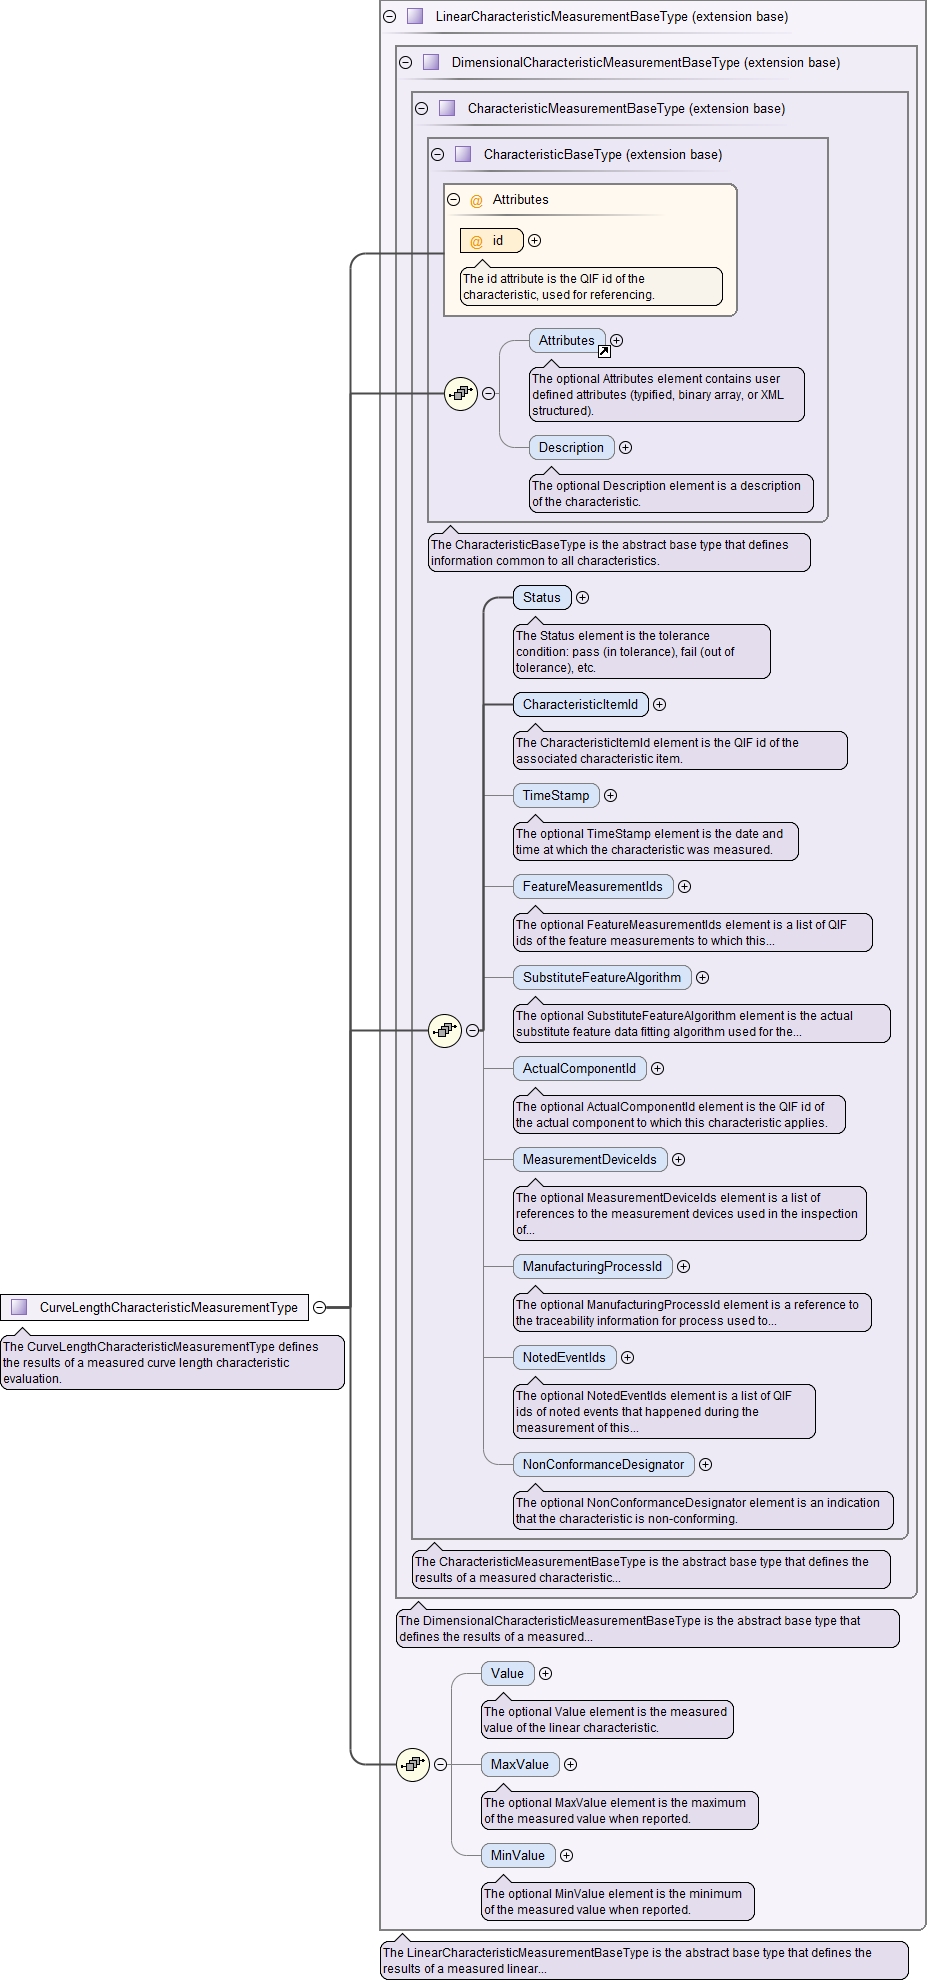 LinearCharacteristicMeasurementBaseType (extension base)
DimensionalCharacteristicMeasurementBaseType (extension base)
CharacteristicMeasurementBaseType (extension base)
CharacteristicBaseType (extension base)
@ Attributes
@ id
The id attribute is the QIF id of the
characteristic, used for referencing.
Attributes
The optional Attributes element contains user
defined attributes (typified, binary array, or XML
structured).
Description
The optional Description element is a description
of the characteristic.
The CharacteristicBaseType is the abstract base type that defines
information common to all characteristics.
Status
The Status element is the tolerance
condition: pass (in tolerance), fail (out of
tolerance), etc.
CharacteristicItemId
The CharacteristicItemId element is the QIF id of the
associated characteristic item.
TimeStamp
The optional TimeStamp element is the date and
time at which the characteristic was measured.
FeatureMeasurementIds
The optional FeatureMeasurementIds element is a list of QIF
ids of the feature measurements to which this...
SubstituteFeatureAlgorithm
The optional SubstituteFeatureAlgorithm element is the actual
substitute feature data fitting algorithm used for the...
ActualComponentId
The optional ActualComponentId element is the QIF id of
the actual component to which this characteristic applies.
MeasurementDeviceIds
The optional MeasurementDeviceIds element is a list of
references to the measurement devices used in the inspection
of...
ManufacturingProcessId
The optional ManufacturingProcessId element is a reference to
the traceability information for process used to...
CurveLengthCharacteristicMeasurementType
The CurveLengthCharacteristicMeasurementType defines
the results of a measured curve length characteristic
evaluation.
NotedEventIds
The optional NotedEventIds element is a list of QIF
ids of noted events that happened during the
measurement of this...
NonConformanceDesignator
The optional NonConformanceDesignator element is an indication
that the characteristic is non-conforming.
The CharacteristicMeasurementBaseType is the abstract base type that defines the
results of a measured characteristic...
The DimensionalCharacteristicMeasurementBaseType is the abstract base type that
defines the results of a measured...
Value
The optional Value element is the measured
value of the linear characteristic.
MaxValue
The optional MaxValue element is the maximum
of the measured value when reported.
MinValue
The optional MinValue element is the minimum
of the measured value when reported.
The LinearCharacteristicMeasurementBaseType is the abstract base type that defines the
results of a measured linear...